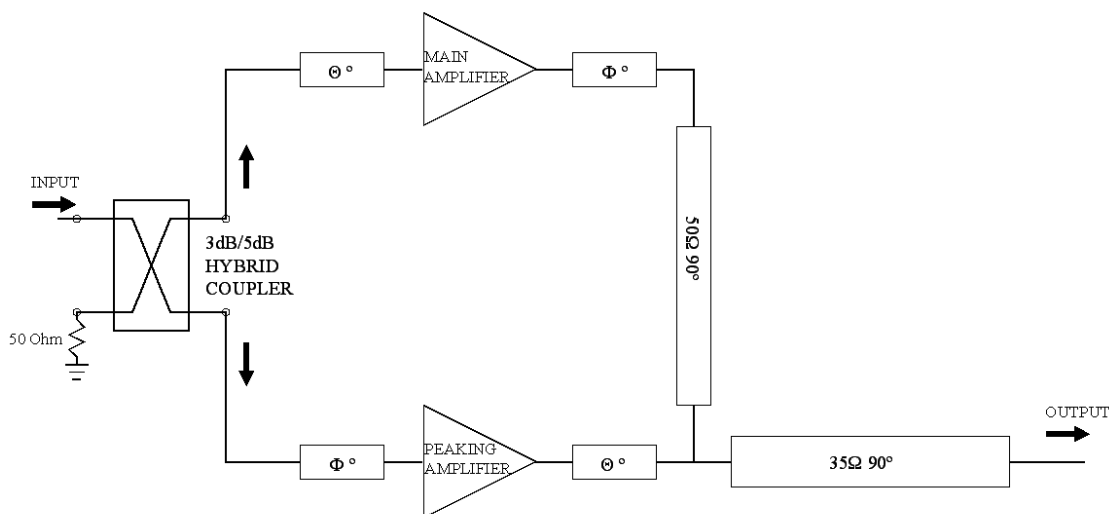 Θ°
MAIN
AMPLIFIER
Φ°
INPUT
3dB/5dB
HYBRID
COUPLER
50 Ohm
50Ω 90°
Φ°
PEAKING
AMPLIFIER
Θ°
35Ω 90°
OUTPUT